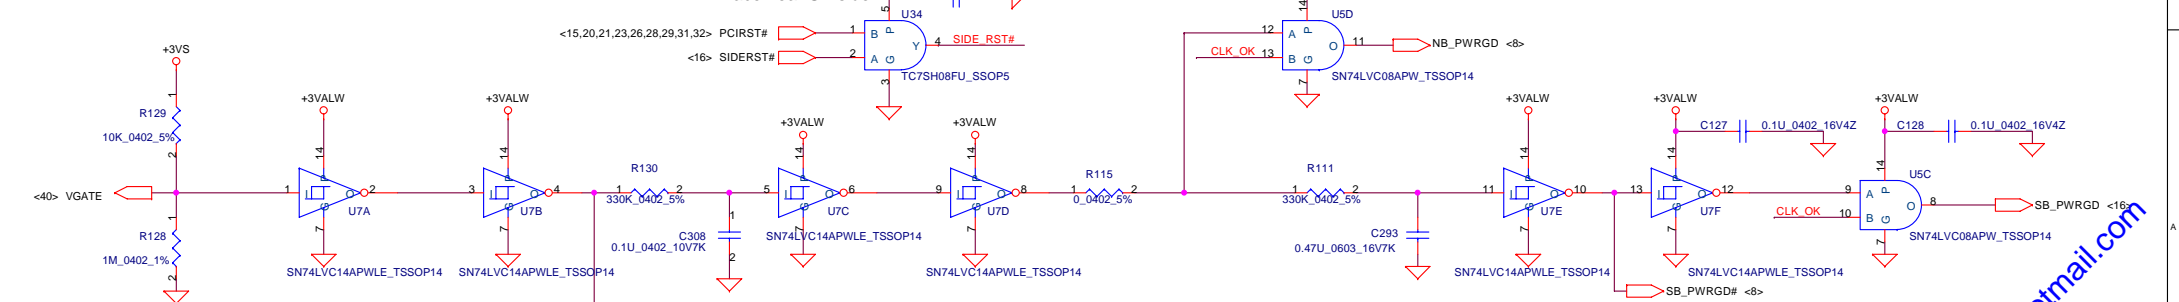 5
U34
14
U5D
<15,20,21,23,26,28,29,31,32> PCIRST#
1
B
P
Y
4
SIDE_RST#
<16> SIDERST#
2
A
G
3
TC7SH08FU_SSOP5
12
A
P
O
11
NB_PWRGD <8>
CLK_OK
13
B
G
7
SN74LVC08APW_TSSOP14
+3VS
1
R129
10K_0402_5%
2
+3VALW
+3VALW
+3VALW
+3VALW
+3VALW
+3VALW
+3VALW
C127
0.1U_0402_16V4Z
C128
0.1U_0402_16V4Z
<40> VGATE
1
14
P
I
O
G
2
U7A
7
3
14
P
I
O
G
4
U7B
7
R130
1
2
330K_0402_5%
5
14
P
I
O
G
6
U7C
7
9
14
P
I
O
G
8
U7D
7
R115
1
2
0_0402_5%
R111
1
2
330K_0402_5%
11
14
P
I
O
G
10
U7E
7
13
14
P
I
O
G
12
U7F
7
14
U5C
9
A
P
O
8
SB_PWRGD <16>
CLK_OK
10
B
G
7
SN74LVC08APW_TSSOP14
1
R128
1M_0402_1%
2
1
C308
0.1U_0402_10V7K
2
C293
0.47U_0603_16V7K
SN74LVC14APWLE_TSSOP14
SN74LVC14APWLE_TSSOP14
SN74LVC14APWLE_TSSOP14
SN74LVC14APWLE_TSSOP14
SN74LVC14APWLE_TSSOP14
SN74LVC14APWLE_TSSOP14
SB_PWRGD# <8>
A
otmail.com